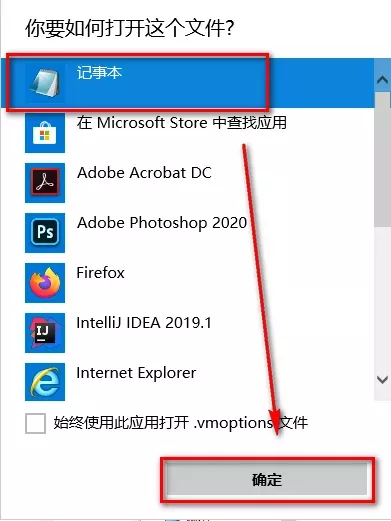 你要如何打开这个文件?
记事本
在 Microsoft Store 中查找应用
Adobe Acrobat DC
Adobe Photoshop 2020
Firefox
IntelliJ IDEA 2019.1
Internet Explorer
始终使用此应用打开 .vmoptions 文件
确定